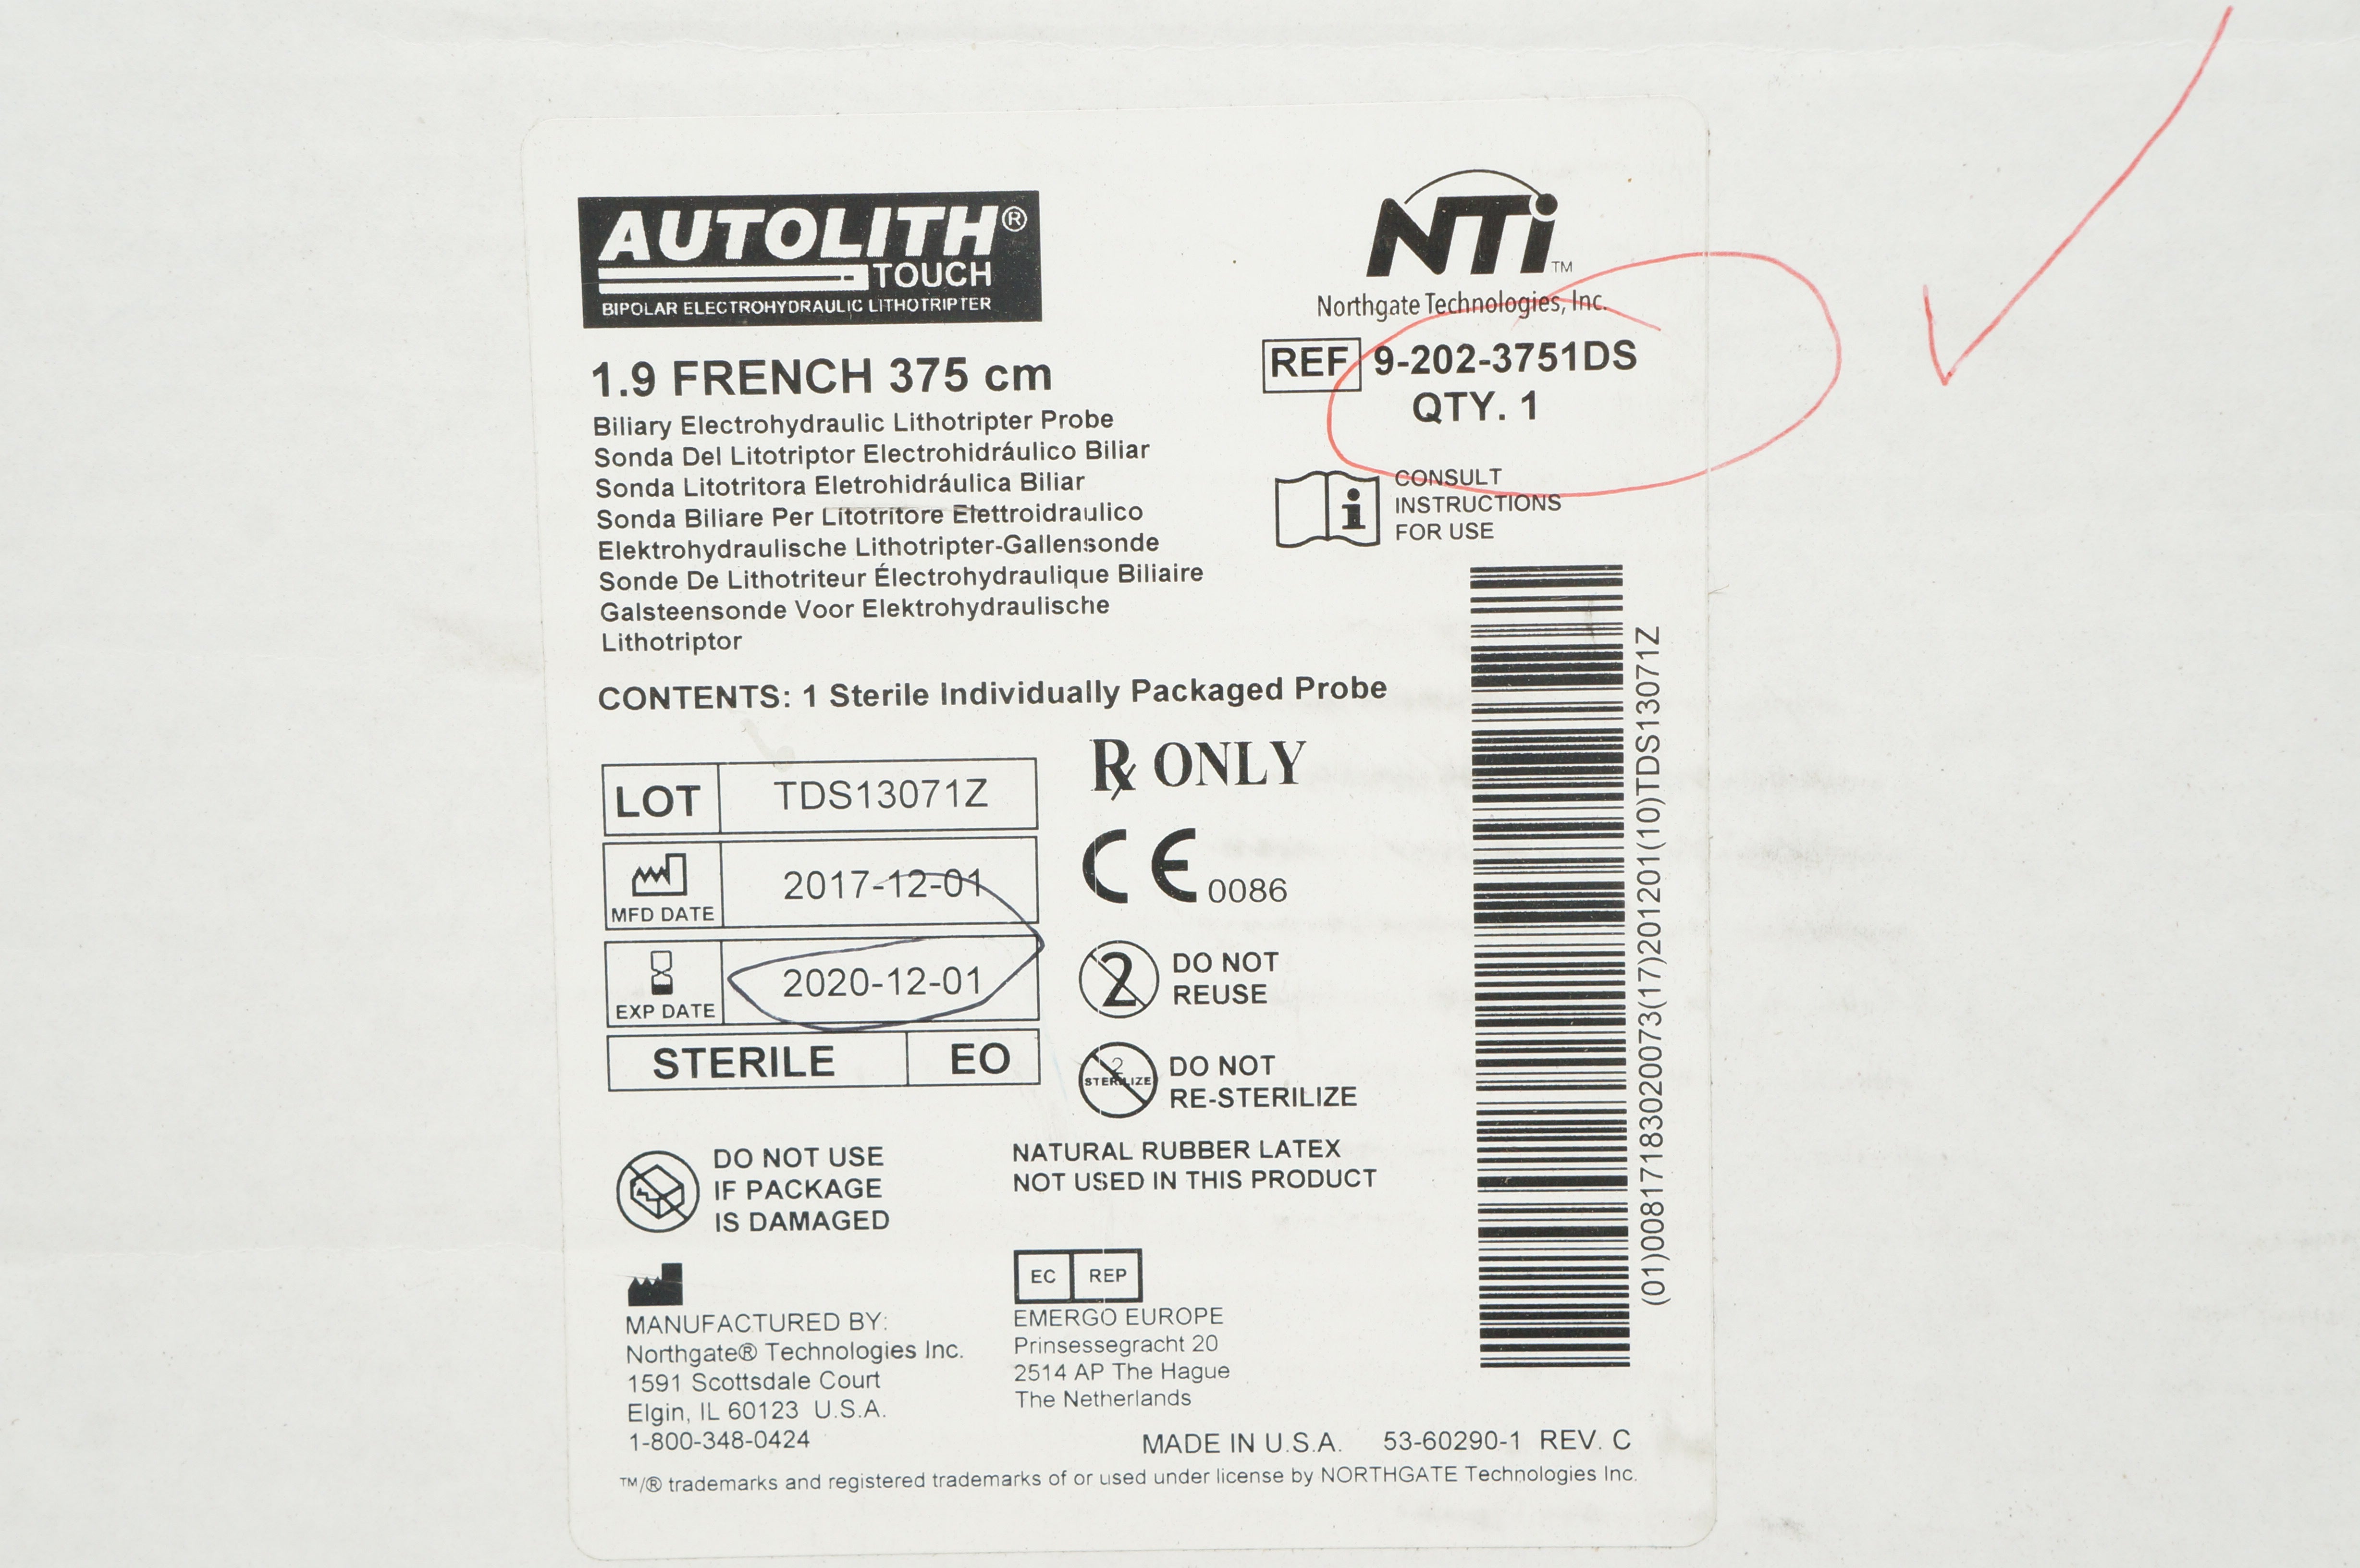 AUTOLITH®
TOUCH
BIPOLAR ELECTROHYDRAULIC LITHOTRIPTER
NTi™
Northgate Technologies, Inc.
1.9 FRENCH 375 cm
REF 9-202-3751DS
QTY. 1
Biliary Electrohydraulic Lithotripter Probe
Sonda Del Litotriptor Electrohidráulico Biliar
Sonda Litotritora Eletrohidráulica Biliar
Sonda Biliare Per Litotritore Elettroidraulico
Elektrohydraulische Lithotripter-Gallensonde
Sonde De Lithotriteur Électrohydraulique Biliaire
Galsteensonde Voor Elektrohydraulische
Lithotriptor
CONSULT
INSTRUCTIONS
FOR USE
CONTENTS: 1 Sterile Individually Packaged Probe
LOT TDS13071Z
MFD DATE 2017-12-01
EXP DATE 2020-12-01
STERILE EO
℞ ONLY
CE 0086
2 DO NOT
REUSE
2
STERILIZE
DO NOT
RE-STERILIZE
DO NOT USE
IF PACKAGE
IS DAMAGED
NATURAL RUBBER LATEX
NOT USED IN THIS PRODUCT
(01)00817183020073(17)201201(10)TDS13071Z
MANUFACTURED BY:
Northgate® Technologies Inc.
1591 Scottsdale Court
Elgin, IL 60123 U.S.A.
1-800-348-0424
EC REP
EMERGO EUROPE
Prinsessegracht 20
2514 AP The Hague
The Netherlands
MADE IN U.S.A. 53-60290-1 REV. C
™/® trademarks and registered trademarks of or used under license by NORTHGATE Technologies Inc.